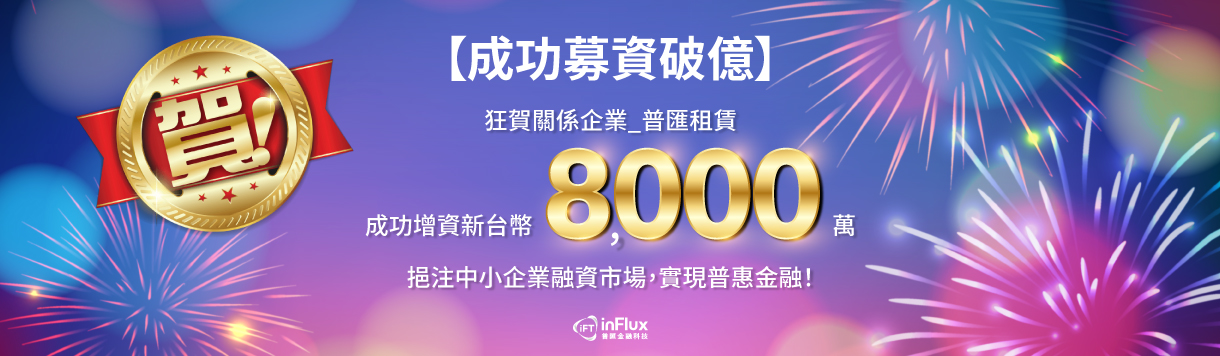 賀!
【成功募資破億】
狂賀關係企業_普匯租賃
成功增資新台幣 8,000 萬
挹注中小企業融資市場,實現普惠金融!
iFT inFlux
普匯金融科技